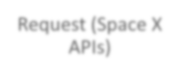 Request (Space X
APIs)